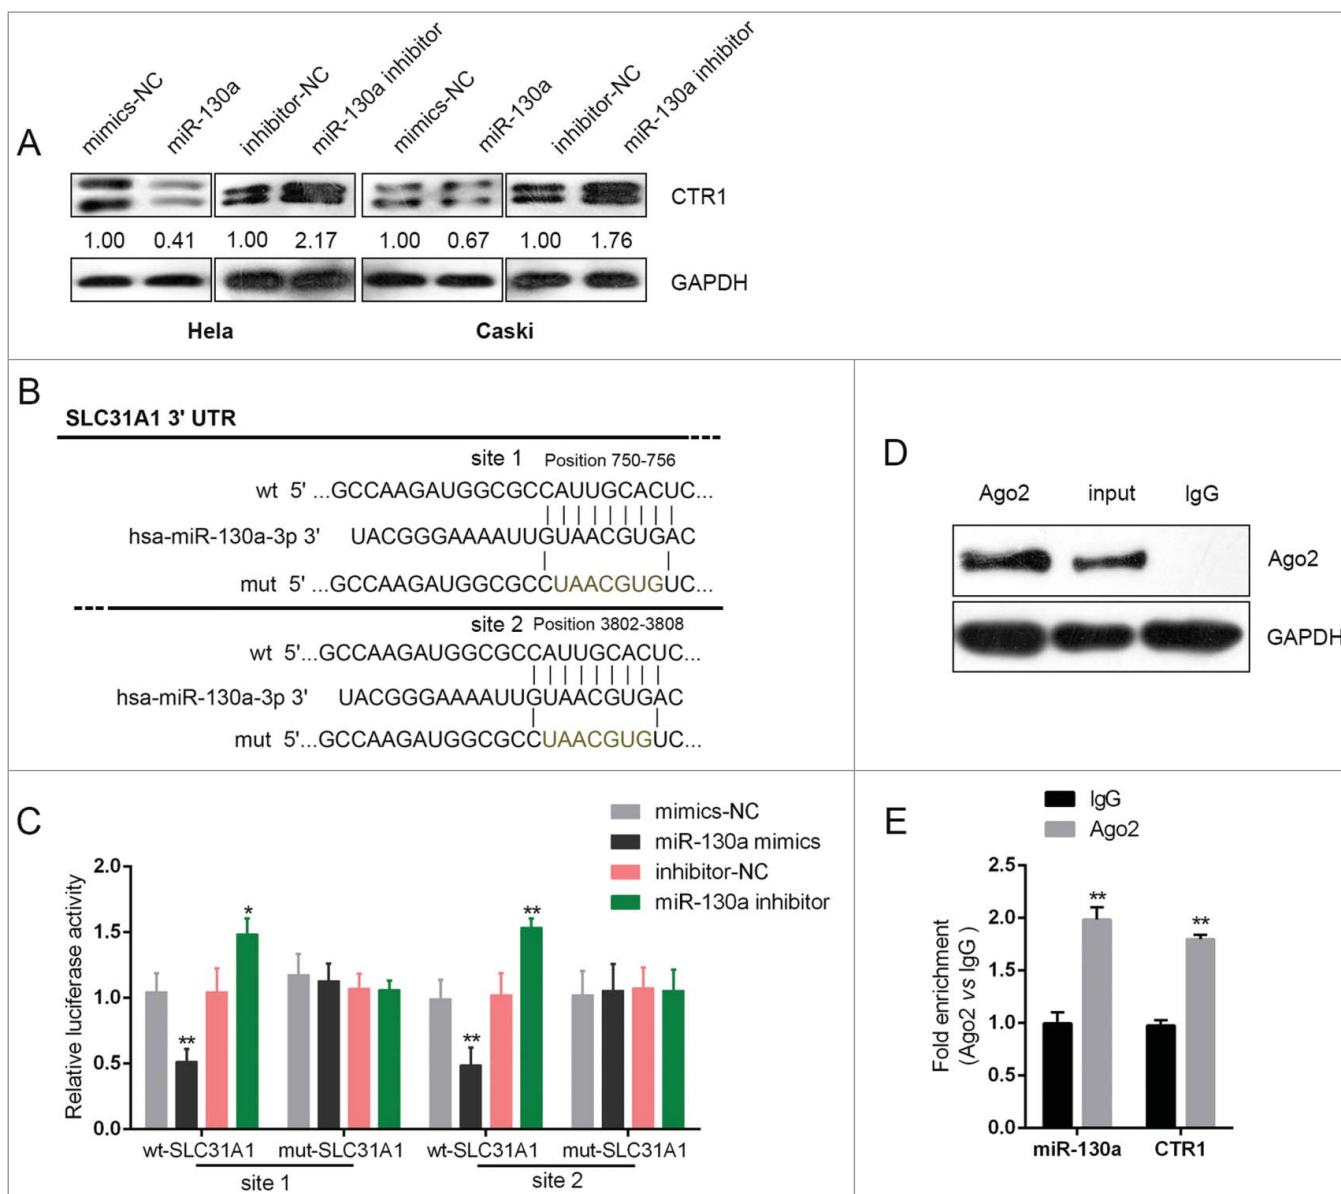 A
mimics-NC miR-130a inhibitor-NC miR-130a inhibitor mimics-NC miR-130a inhibitor-NC miR-130a inhibitor
CTR1
1.00 0.41 1.00 2.17 1.00 0.67 1.00 1.76
GAPDH
Hela Caski
B
SLC31A1 3' UTR
site 1 Position 750-756
wt 5' ...GCCAAGAUGGCGCCAUUGCACUC...
hsa-miR-130a-3p 3' UACGGGAAAAUUGUAACGUGAC
mut 5' ...GCCAAGAUGGCGCCUAACGUGUC...
site 2 Position 3802-3808
wt 5'...GCCAAGAUGGCGCCAUUGCACUC...
hsa-miR-130a-3p 3' UACGGGAAAAUUGUAACGUGAC
mut 5'...GCCAAGAUGGCGCCUAACGUGUC...
C
mimics-NC
miR-130a mimics
inhibitor-NC
miR-130a inhibitor
Relative luciferase activity
2.0
1.5
1.0
0.5
0.0
** * ** **
wt-SLC31A1 mut-SLC31A1 wt-SLC31A1 mut-SLC31A1
site 1 site 2
D
Ago2 input IgG
Ago2
GAPDH
E
IgG
Ago2
Fold enrichment
(Ago2 vs IgG )
2.5
2.0
1.5
1.0
0.5
0.0
** **
miR-130a CTR1